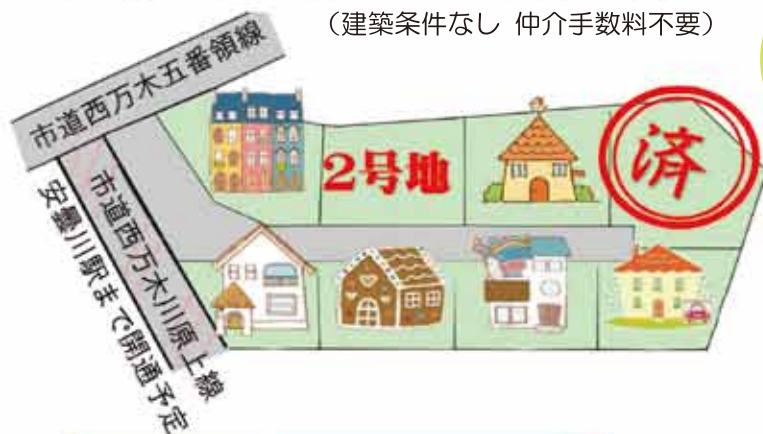 （建築条件なし 仲介手数料不要）
市道西万木五番領線
市道西万木川原上線
安曇川駅まで開通予定
2号地
済